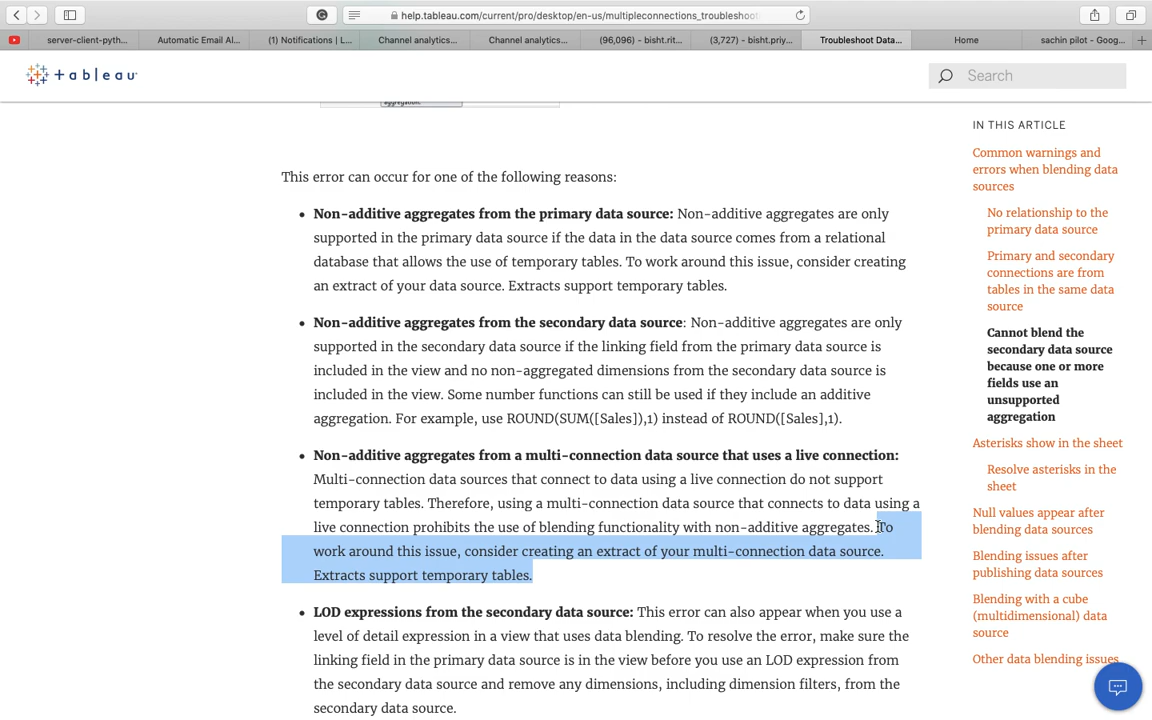 help.tableau.com/current/pro/desktop/en-us/multipleconnections_troubleshoot
server-client-pyth...
Automatic Email Al...
(1) Notifications | L...
Channel analytics...
Channel analytics...
(96,096) - bisht.rit...
(3,727) - bisht.priy...
Troubleshoot Data...
Home
sachin pilot - Goog...
+ableau
Search
aggregation.
This error can occur for one of the following reasons:
• Non-additive aggregates from the primary data source: Non-additive aggregates are only
supported in the primary data source if the data in the data source comes from a relational
database that allows the use of temporary tables. To work around this issue, consider creating
an extract of your data source. Extracts support temporary tables.
• Non-additive aggregates from the secondary data source: Non-additive aggregates are only
supported in the secondary data source if the linking field from the primary data source is
included in the view and no non-aggregated dimensions from the secondary data source is
included in the view. Some number functions can still be used if they include an additive
aggregation. For example, use ROUND(SUM([Sales]),1) instead of ROUND([Sales],1).
• Non-additive aggregates from a multi-connection data source that uses a live connection:
Multi-connection data sources that connect to data using a live connection do not support
temporary tables. Therefore, using a multi-connection data source that connects to data using a
live connection prohibits the use of blending functionality with non-additive aggregates. To
work around this issue, consider creating an extract of your multi-connection data source.
Extracts support temporary tables.
• LOD expressions from the secondary data source: This error can also appear when you use a
level of detail expression in a view that uses data blending. To resolve the error, make sure the
linking field in the primary data source is in the view before you use an LOD expression from
the secondary data source and remove any dimensions, including dimension filters, from the
secondary data source.
IN THIS ARTICLE
Common warnings and
errors when blending data
sources
No relationship to the
primary data source
Primary and secondary
connections are from
tables in the same data
source
Cannot blend the
secondary data source
because one or more
fields use an
unsupported
aggregation
Asterisks show in the sheet
Resolve asterisks in the
sheet
Null values appear after
blending data sources
Blending issues after
publishing data sources
Blending with a cube
(multidimensional) data
source
Other data blending issues